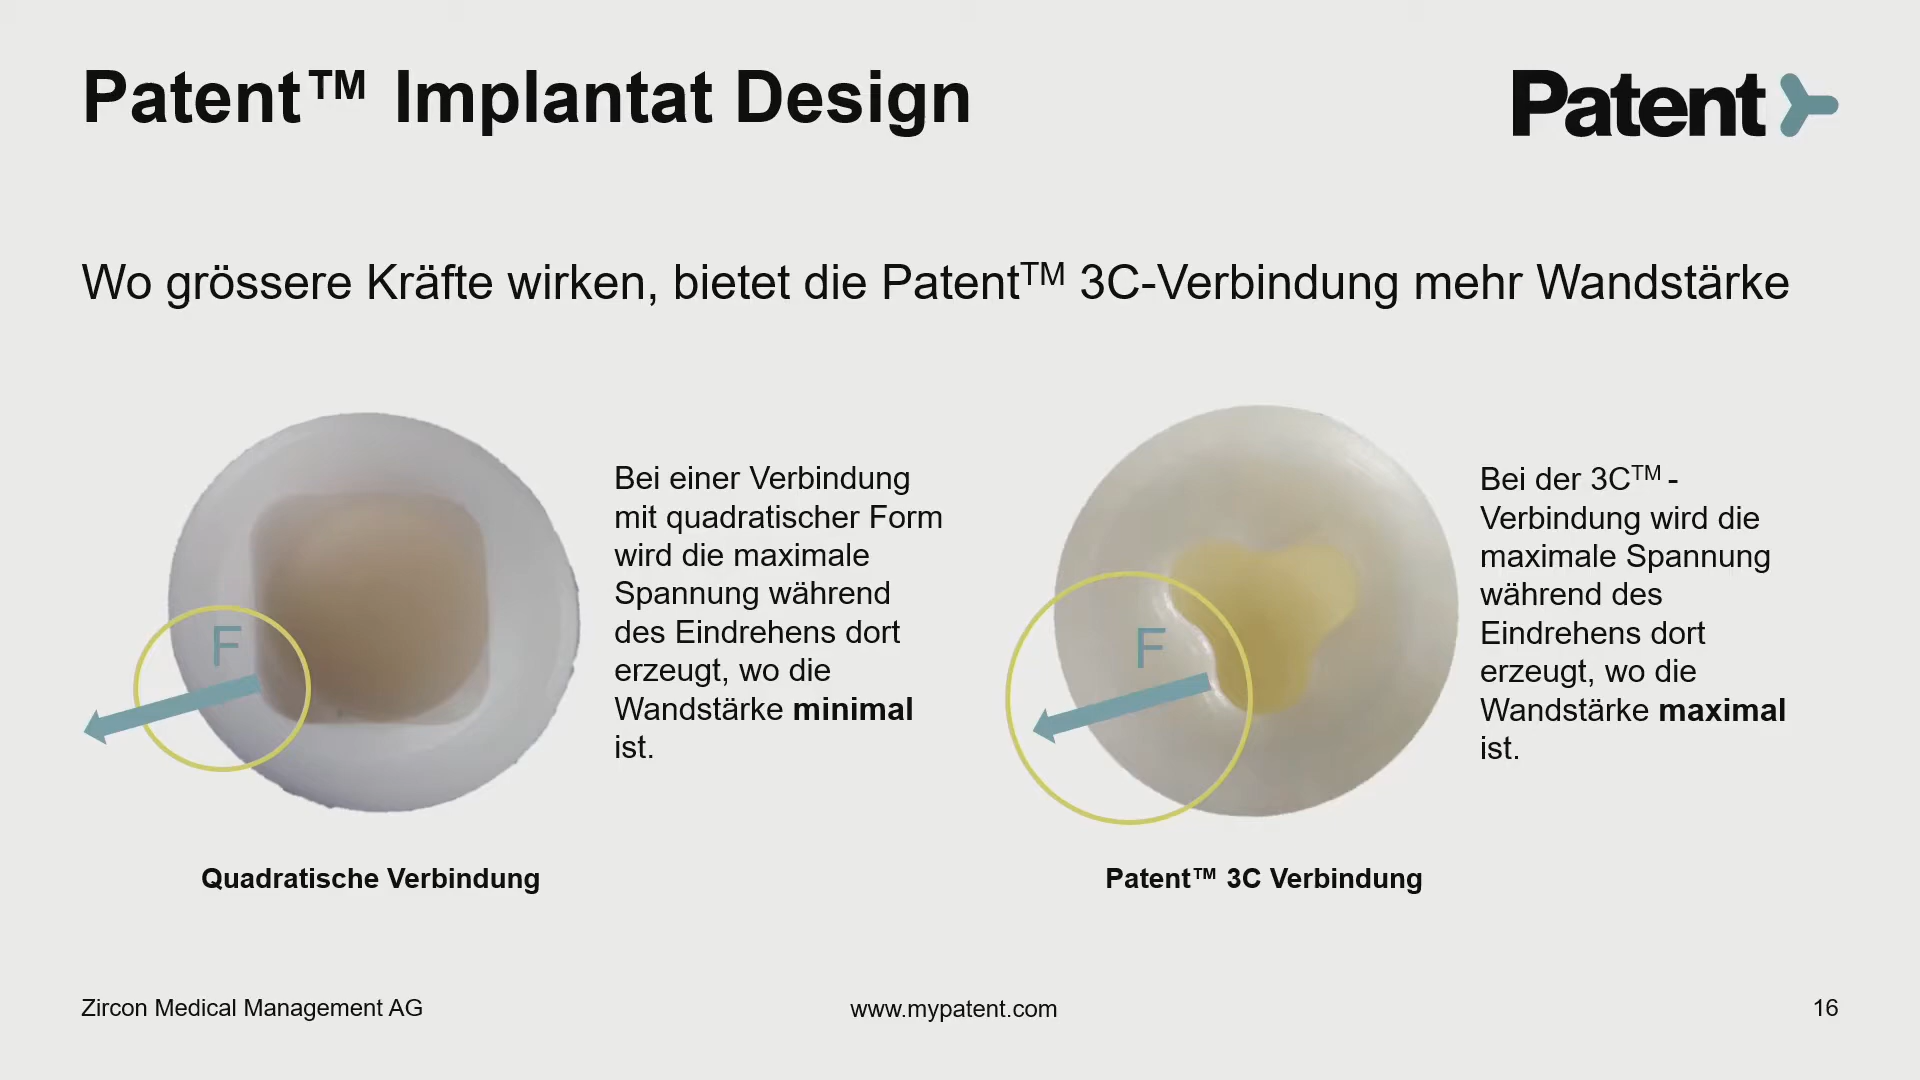 Patent™ Implantat Design
Patent
Wo grössere Kräfte wirken, bietet die Patent™ 3C-Verbindung mehr Wandstärke
Bei einer Verbindung
mit quadratischer Form
wird die maximale
Spannung während
des Eindrehens dort
erzeugt, wo die
Wandstärke minimal
ist.
F
Quadratische Verbindung
Bei der 3C™ -
Verbindung wird die
maximale Spannung
während des
Eindrehens dort
erzeugt, wo die
Wandstärke maximal
ist.
F
Patent™ 3C Verbindung
Zircon Medical Management AG
www.mypatent.com
16